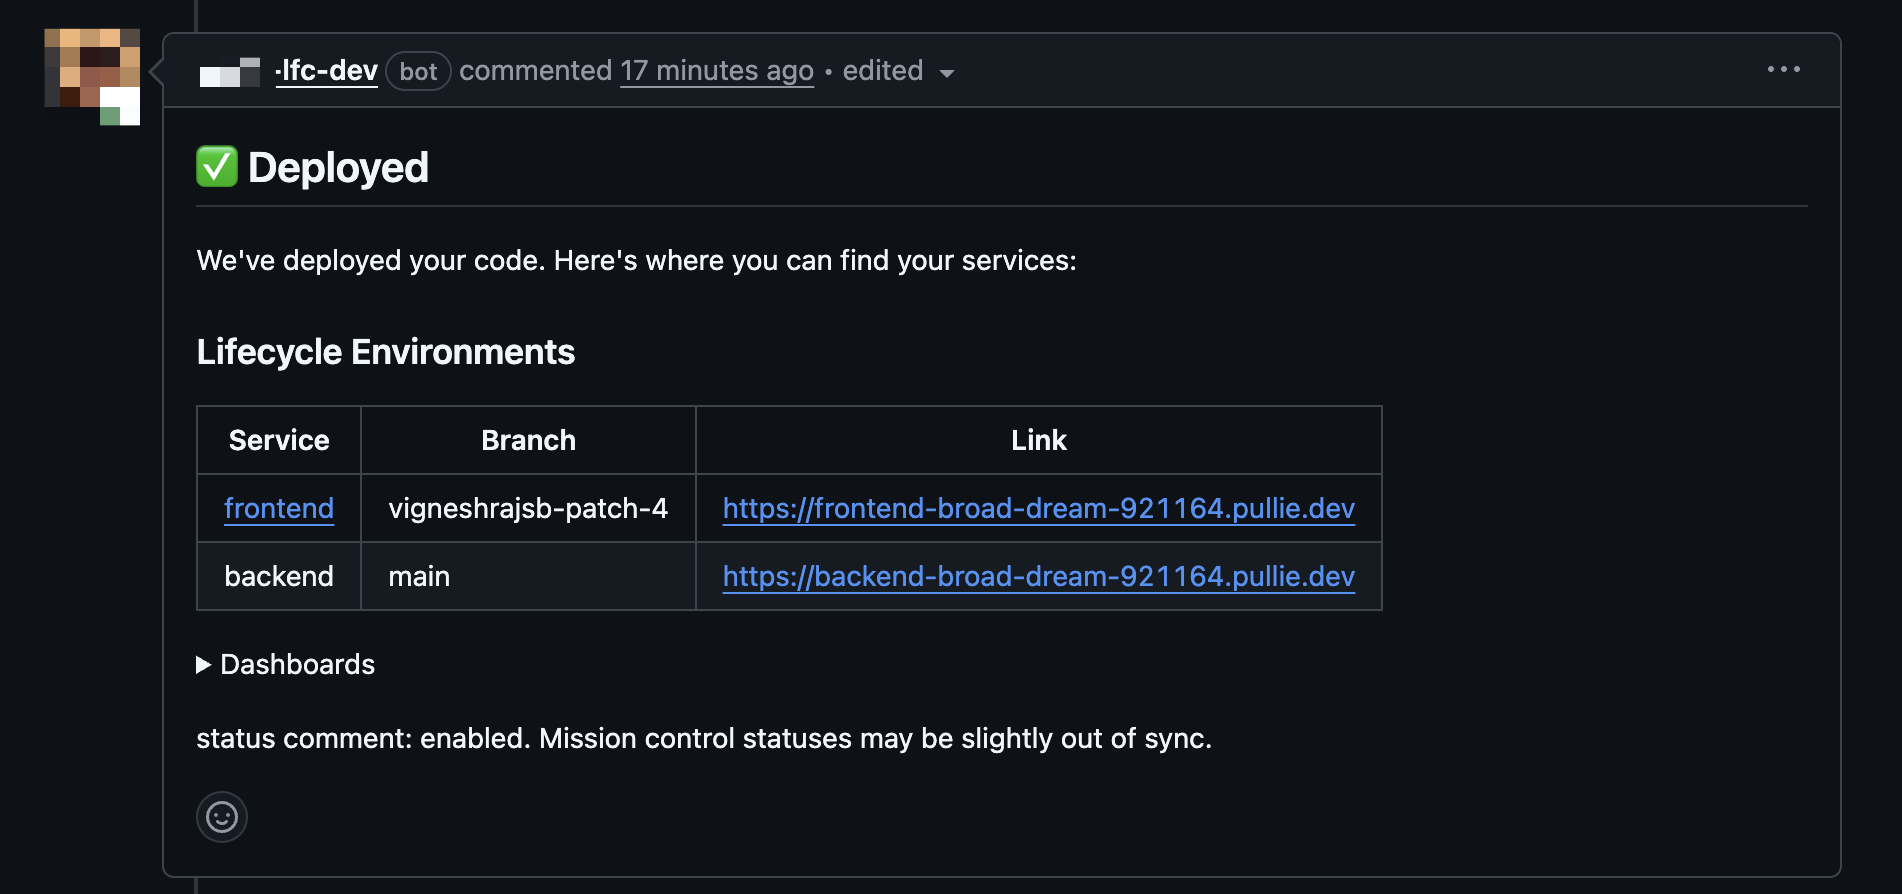 -lfc-dev bot commented 17 minutes ago • edited
✅ Deployed
We've deployed your code. Here's where you can find your services:
Lifecycle Environments
Service Branch Link
frontend vigneshrajsb-patch-4 https://frontend-broad-dream-921164.pullie.dev
backend main https://backend-broad-dream-921164.pullie.dev
Dashboards
status comment: enabled. Mission control statuses may be slightly out of sync.